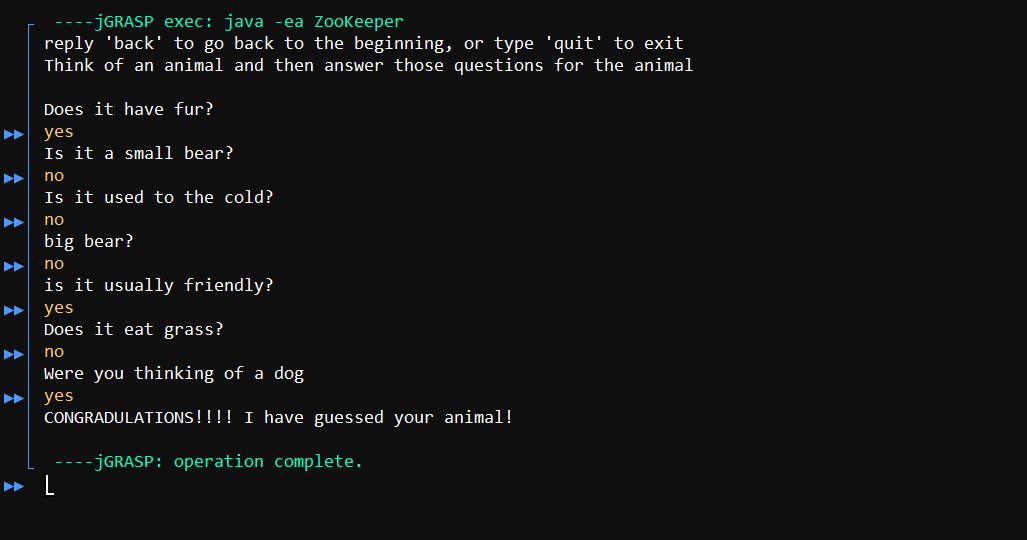 ----jGRASP exec: java -ea ZooKeeper
reply 'back' to go back to the beginning, or type 'quit' to exit
Think of an animal and then answer those questions for the animal
Does it have fur?
yes
Is it a small bear?
no
Is it used to the cold?
no
big bear?
no
is it usually friendly?
yes
Does it eat grass?
no
Were you thinking of a dog
yes
CONGRADULATIONS!!!! I have guessed your animal!
----jGRASP: operation complete.